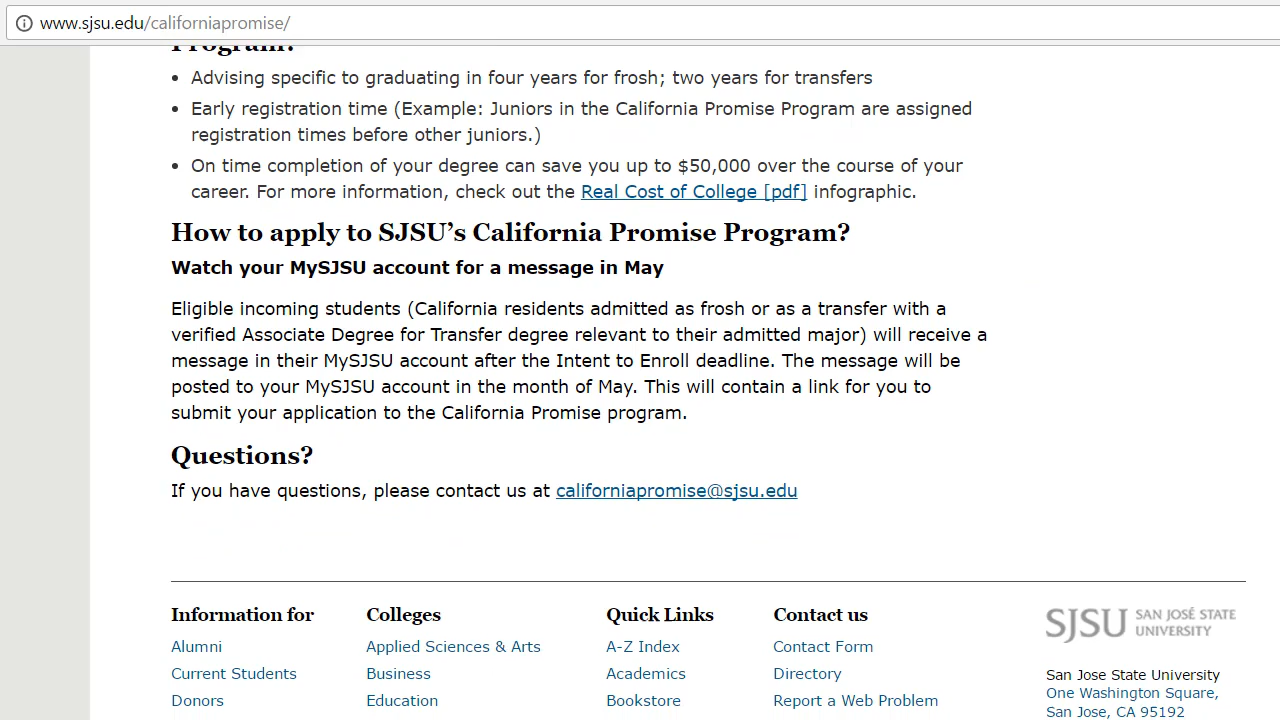 www.sjsu.edu/californiapromise/
Program?
• Advising specific to graduating in four years for frosh; two years for transfers
• Early registration time (Example: Juniors in the California Promise Program are assigned
registration times before other juniors.)
• On time completion of your degree can save you up to $50,000 over the course of your
career. For more information, check out the Real Cost of College [pdf] infographic.
How to apply to SJSU’s California Promise Program?
Watch your MySJSU account for a message in May
Eligible incoming students (California residents admitted as frosh or as a transfer with a
verified Associate Degree for Transfer degree relevant to their admitted major) will receive a
message in their MySJSU account after the Intent to Enroll deadline. The message will be
posted to your MySJSU account in the month of May. This will contain a link for you to
submit your application to the California Promise program.
Questions?
If you have questions, please contact us at californiapromise@sjsu.edu
Information for
Alumni
Current Students
Donors
Colleges
Applied Sciences & Arts
Business
Education
Quick Links
A-Z Index
Academics
Bookstore
Contact us
Contact Form
Directory
Report a Web Problem
SJSU SAN JOSÉ STATE
UNIVERSITY
San Jose State University
One Washington Square,
San Jose, CA 95192